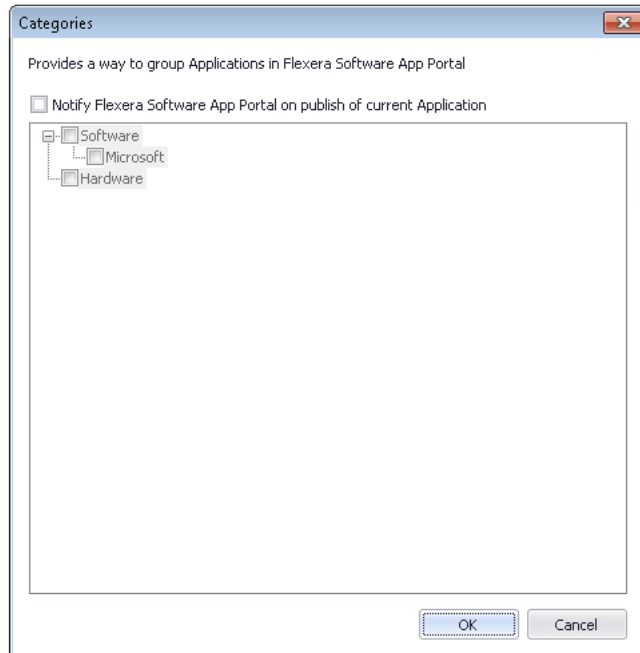 Categories
Provides a way to group Applications in Flexera Software App Portal
Notify Flexera Software App Portal on publish of current Application
Software
Microsoft
Hardware
OK Cancel